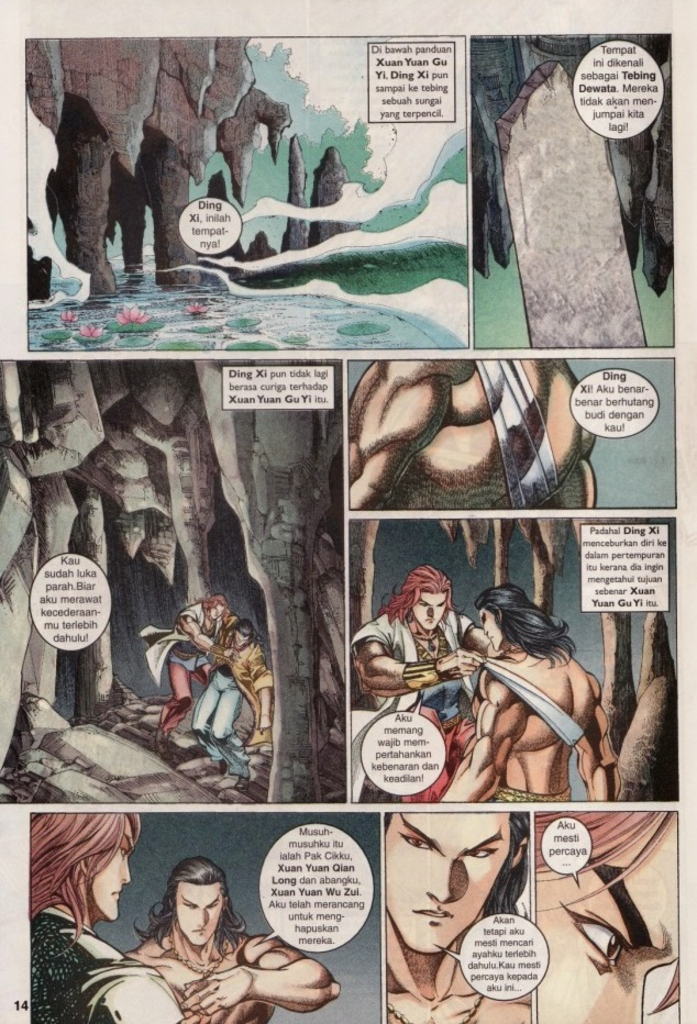 Di bawah panduan
Xuan Yuan Gu
Yi, Ding Xi pun
sampai ke tebing
sebuah sungai
yang terpencil.
Ding
Xi, inilah
tempat-
nya!
Tempat
ini dikenali
sebagai Tebing
Dewata. Mereka
tidak akan men-
jumpai kita
lagi!
Ding Xi pun tidak lagi
berasa curiga terhadap
Xuan Yuan Gu Yi itu.
Kau
sudah luka
parah.Biar
aku merawat
kecederaan-
mu terlebih
dahulu!
Ding
Xi! Aku benar-
benar berhutang
budi dengan
kau!
Padahal Ding Xi
menceburkan diri ke
dalam pertempuran
itu kerana dia ingin
mengetahui tujuan
sebenar Xuan
Yuan Gu Yi itu.
Aku
memang
wajib mem-
pertahankan
kebenaran dan
keadilan!
Musuh-
musuhku itu
ialah Pak Cikku,
Xuan Yuan Qian
Long dan abangku,
Xuan Yuan Wu Zui.
Aku telah merancang
untuk meng-
hapuskan
mereka.
Akan
tetapi aku
mesti mencari
ayahku terlebih
dahulu.Kau mesti
percaya kepada
aku ini...
Aku
mesti
percaya
...
14